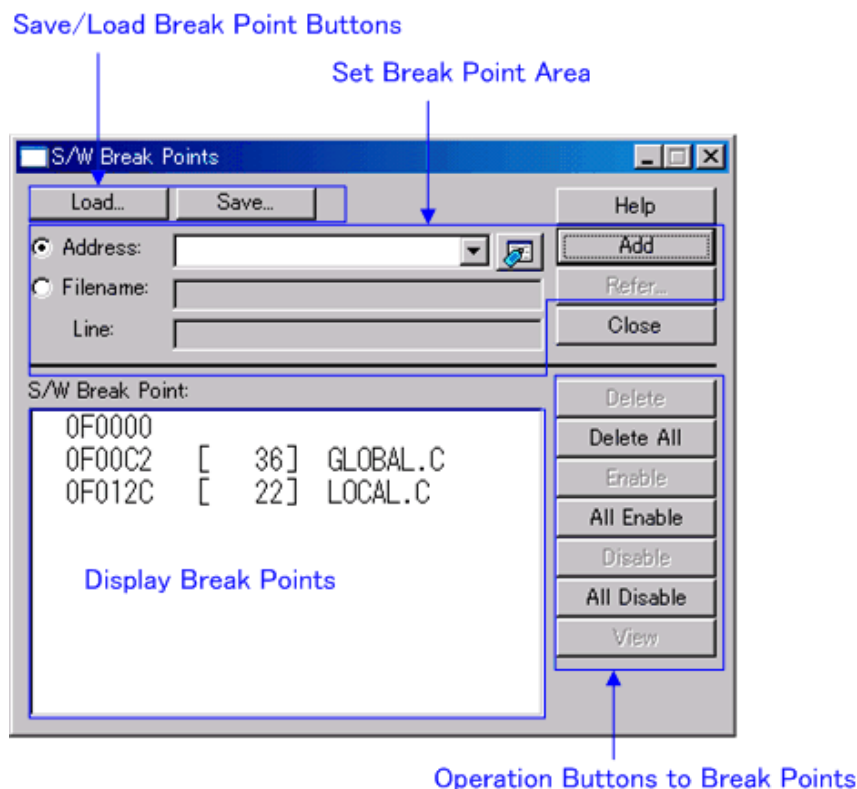 Save/Load Break Point Buttons
Set Break Point Area
S/W Break Points
Load...
Save...
Help
Address:
Add
Filename:
Refer...
Line:
Close
S/W Break Point:
Delete
0F0000
Delete All
0F00C2 [ 36] GLOBAL.C
Enable
0F012C [ 22] LOCAL.C
All Enable
Disable
Display Break Points
All Disable
View
Operation Buttons to Break Points